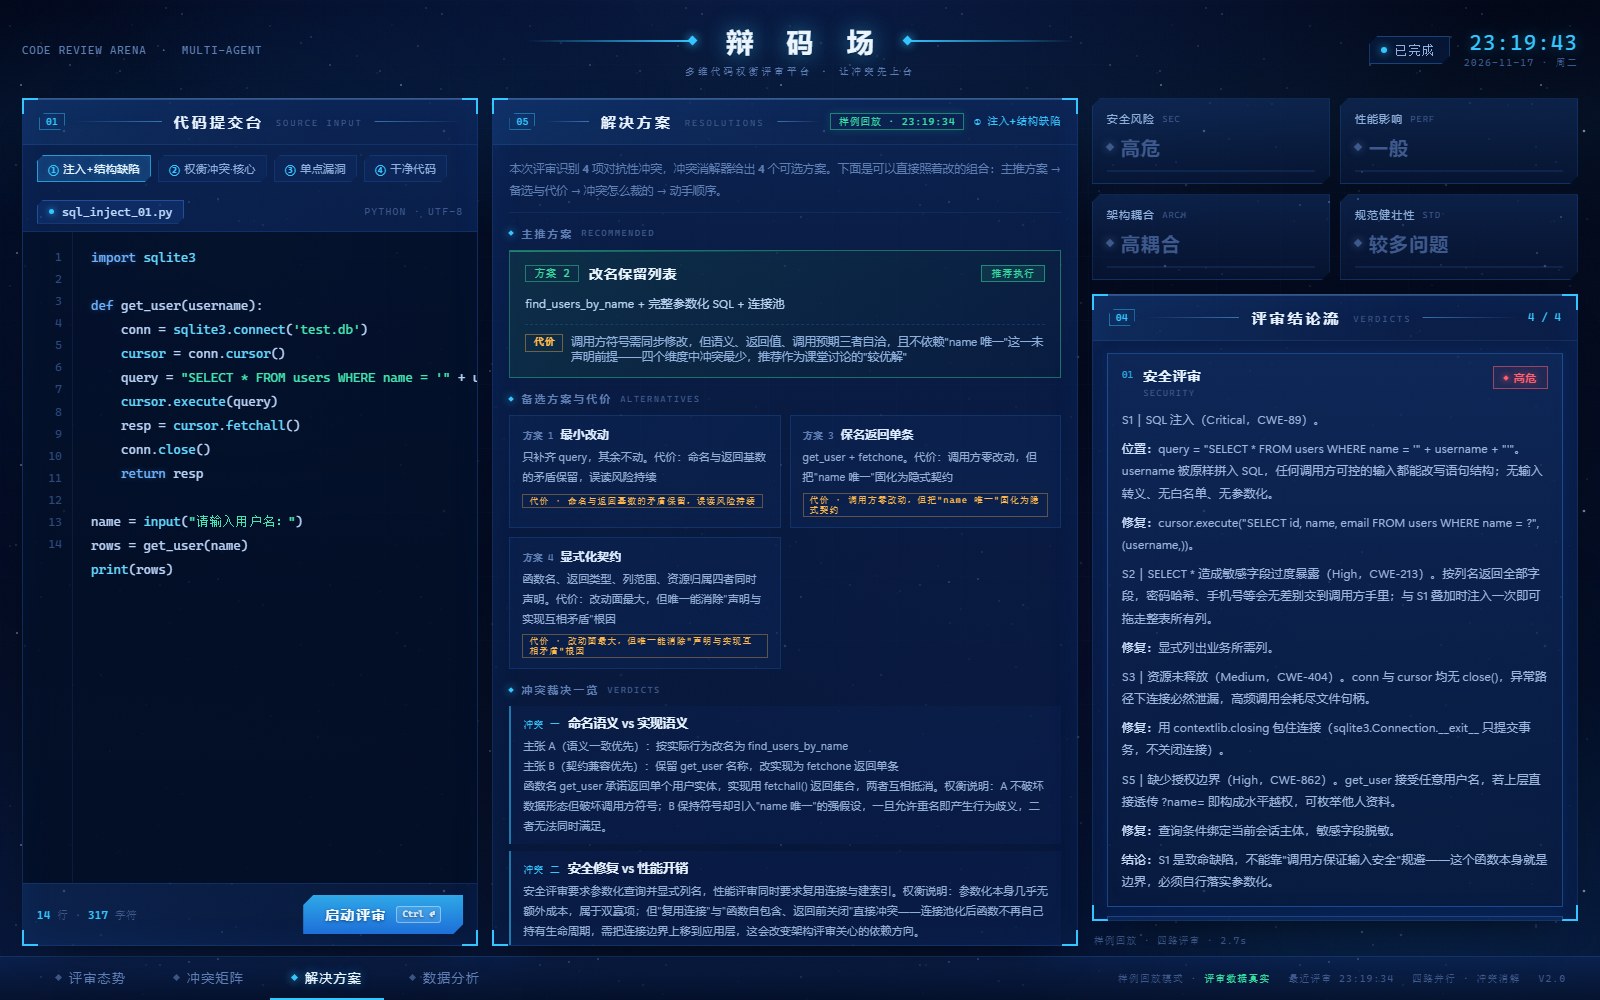 CODE REVIEW ARENA · MULTI-AGENT
辩 码 场
多维代码权衡评审平台 · 让冲突先上台
已完成
23:19:43
2026-11-17 · 周二
01 代码提交台 SOURCE INPUT
① 注入+结构缺陷
② 权衡冲突·核心
③ 单点漏洞
④ 干净代码
sql_inject_01.py
PYTHON · UTF-8
1 import sqlite3
2
3 def get_user(username):
4 conn = sqlite3.connect('test.db')
5 cursor = conn.cursor()
6 query = "SELECT * FROM users WHERE name = '" + u
7 cursor.execute(query)
8 resp = cursor.fetchall()
9 conn.close()
10 return resp
11
12 name = input("请输入用户名: ")
13 rows = get_user(name)
14 print(rows)
14 行 · 317 字符
启动评审 Ctrl ⏎
05 解决方案 RESOLUTIONS
样例回放 · 23:19:34
① 注入+结构缺陷
本次评审识别 4 项对抗性冲突，冲突消解器给出 4 个可选方案。下面是可以直接照着改的组合：主推方案 →
备选与代价 → 冲突怎么裁的 → 动手顺序。
主推方案 RECOMMENDED
方案 2 改名保留列表
推荐执行
find_users_by_name + 完整参数化 SQL + 连接池
代价 调用方符号需同步修改，但语义、返回值、调用预期三者自洽，且不依赖"name 唯一"这一未
声明前提——四个维度中冲突最少，推荐作为课堂讨论的"较优解"
备选方案与代价 ALTERNATIVES
方案 1 最小改动
只补齐 query，其余不动。代价：命名与返回基数
的矛盾保留，误读风险持续
代价 · 命名与返回基数的矛盾保留，误读风险持续
方案 3 保名返回单条
get_user + fetchone。代价：调用方零改动，但
把"name 唯一"固化为隐式契约
代价 · 调用方零改动，但把"name 唯一"固化为隐
式契约
方案 4 显式化契约
函数名、返回类型、列范围、资源归属四者同时
声明。代价：改动面最大，但唯一能消除"声明与
实现互相矛盾"根因
代价 · 改动面最大，但唯一能消除"声明与实现互
相矛盾"根因
冲突裁决一览 VERDICTS
冲突 一 命名语义 vs 实现语义
主张 A（语义一致优先）：按实际行为改名为 find_users_by_name
主张 B（契约兼容优先）：保留 get_user 名称，改实现为 fetchone 返回单条
函数名 get_user 承诺返回单个用户实体，实现用 fetchall() 返回集合，两者互相抵消。权衡说明：A 不破坏
数据形态但破坏调用方符号；B 保持符号却引入"name 唯一"的强假设，一旦允许重名即产生行为歧义，二
者无法同时满足。
冲突 二 安全修复 vs 性能开销
安全评审要求参数化查询并显式列名，性能评审同时要求复用连接与建索引。权衡说明：参数化本身几乎无
额外成本，属于双赢项；但"复用连接"与"函数自包含、返回前关闭"直接冲突——连接池化后函数不再自己
持有生命周期，需把连接边界上移到应用层，这会改变架构评审关心的依赖方向。
安全风险 SEC
高危
性能影响 PERF
一般
架构耦合 ARCH
高耦合
规范健壮性 STD
较多问题
04 评审结论流 VERDICTS 4 / 4
01 安全评审
SECURITY
高危
S1 | SQL 注入（Critical，CWE-89）。
位置：query = "SELECT * FROM users WHERE name = '" + username + "'"。
username 被原样拼入 SQL，任何调用方可控的输入都能改写语句结构；无输入
转义、无白名单、无参数化。
修复：cursor.execute("SELECT id, name, email FROM users WHERE name = ?",
(username,))。
S2 | SELECT * 造成敏感字段过度暴露（High，CWE-213）。按列名返回全部字
段，密码哈希、手机号等会无差别交到调用方手里；与 S1 叠加时注入一次即可
拖走整表所有列。
修复：显式列出业务所需列。
S3 | 资源未释放（Medium，CWE-404）。conn 与 cursor 均无 close()，异常路
径下连接必然泄漏，高频调用会耗尽文件句柄。
修复：用 contextlib.closing 包住连接（sqlite3.Connection.__exit__ 只提交事
务，不关闭连接）。
S5 | 缺少授权边界（High，CWE-862）。get_user 接受任意用户名，若上层直
接透传 ?name= 即构成水平越权，可枚举他人资料。
修复：查询条件绑定当前会话主体，敏感字段脱敏。
结论：S1 是致命缺陷，不能靠"调用方保证输入安全"规避——这个函数本身就是
边界，必须自行落实参数化。
样例回放 · 四路评审 · 2.7s
评审态势
冲突矩阵
解决方案
数据分析
样例回放模式 · 评审数据真实 最近评审 23:19:34 四路并行 · 冲突消解 V2.0